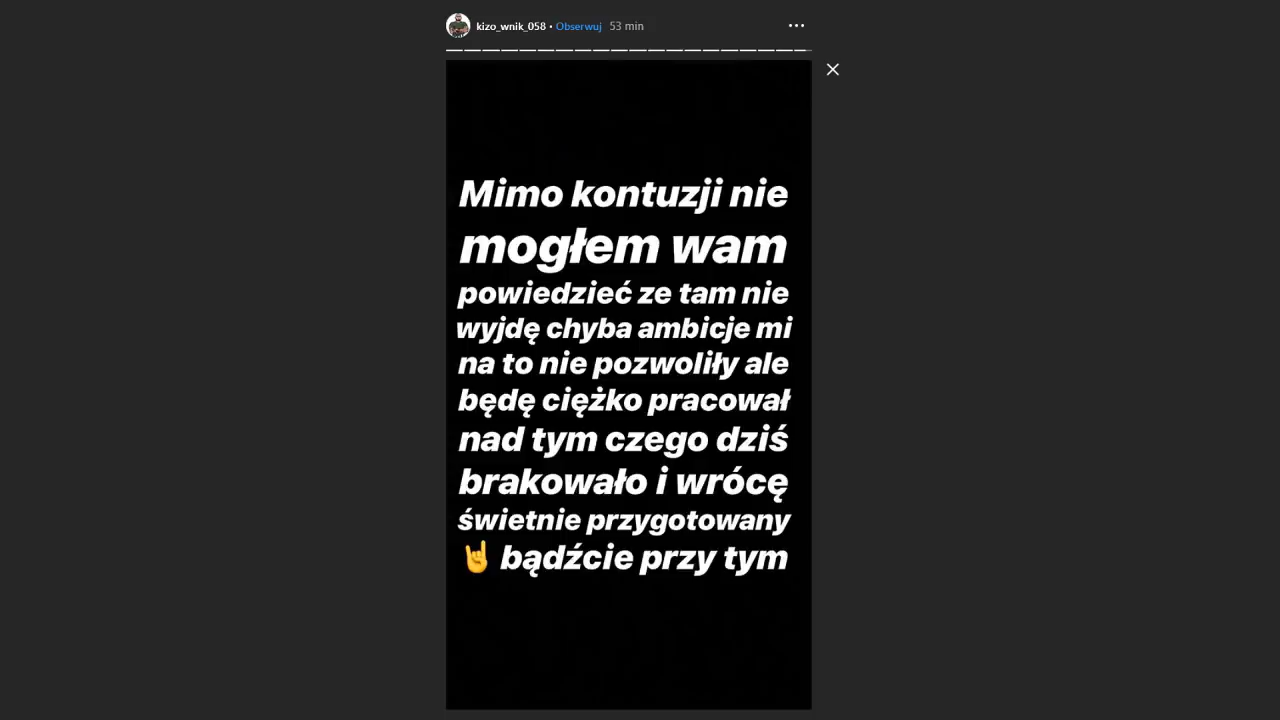 kizo_wnik_058 • Obserwuj 53 min
Mimo kontuzji nie
mogłem wam
powiedzieć ze tam nie
wyjdę chyba ambicje mi
na to nie pozwoliły ale
będę ciężko pracował
nad tym czego dziś
brakowało i wrócę
świetnie przygotowany
🤘 bądźcie przy tym